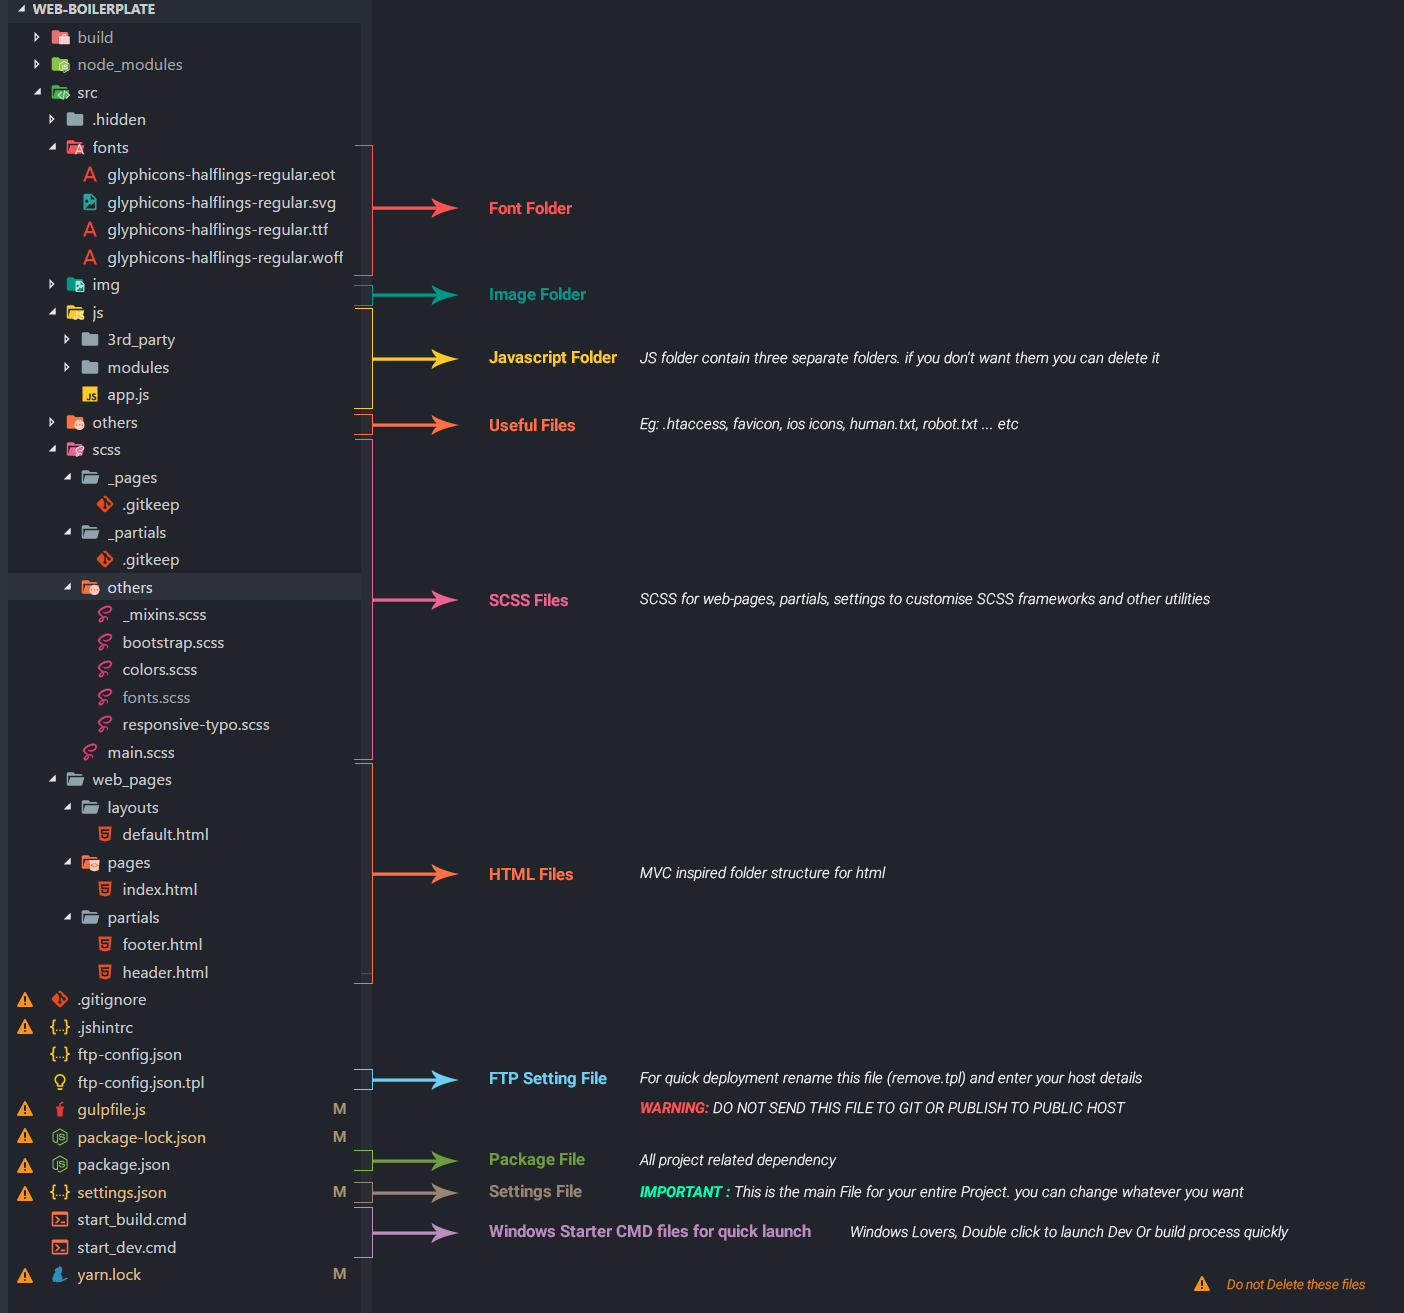 WEB-BOILERPLATE
build
node_modules
src
.hidden
fonts
glyphicons-halflings-regular.eot
glyphicons-halflings-regular.svg
glyphicons-halflings-regular.ttf
glyphicons-halflings-regular.woff
Font Folder
img
Image Folder
js
3rd_party
modules
app.js
Javascript Folder JS folder contain three separate folders. if you don't want them you can delete it
others
Useful Files Eg: .htaccess, favicon, ios icons, human.txt, robot.txt ... etc
scss
_pages
.gitkeep
_partials
.gitkeep
others
_mixins.scss
bootstrap.scss
colors.scss
fonts.scss
responsive-typo.scss
main.scss
SCSS Files SCSS for web-pages, partials, settings to customise SCSS frameworks and other utilities
web_pages
layouts
default.html
pages
index.html
partials
footer.html
header.html
HTML Files MVC inspired folder structure for html
.gitignore
.jshintrc
ftp-config.json
ftp-config.json.tpl
FTP Setting File For quick deployment rename this file (remove.tpl) and enter your host details
WARNING: DO NOT SEND THIS FILE TO GIT OR PUBLISH TO PUBLIC HOST
gulpfile.js M
package-lock.json M
package.json
Package File All project related dependency
settings.json M
Settings File IMPORTANT : This is the main File for your entire Project. you can change whatever you want
start_build.cmd
start_dev.cmd
Windows Starter CMD files for quick launch Windows Lovers, Double click to launch Dev Or build process quickly
yarn.lock M
Do not Delete these files